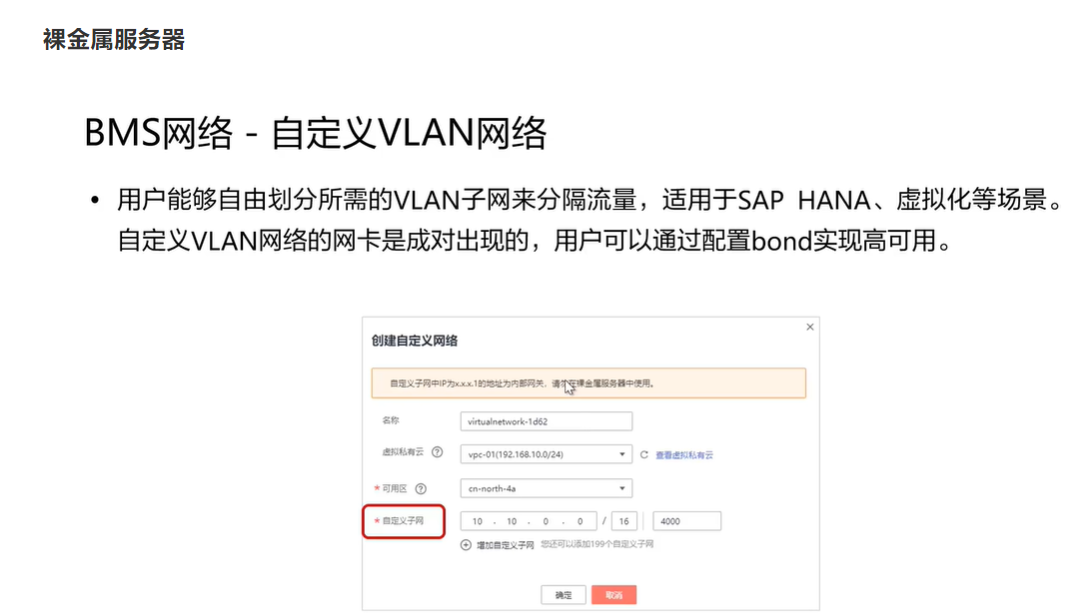 裸金属服务器
BMS网络 - 自定义VLAN网络
• 用户能够自由划分所需的VLAN子网来分隔流量，适用于SAP HANA、虚拟化等场景。
自定义VLAN网络的网卡是成对出现的，用户可以通过配置bond实现高可用。
创建自定义网络 ×
自定义子网中IP为x.x.x.1的地址为内部网关，请勿在裸金属服务器中使用。
名称 virtualnetwork-1d62
虚拟私有云 ? vpc-01(192.168.10.0/24) C 查看虚拟私有云
* 可用区 ? cn-north-4a
* 自定义子网 10 . 10 . 0 . 0 / 16 4000
增加自定义子网 您还可以添加199个自定义子网
确定 取消